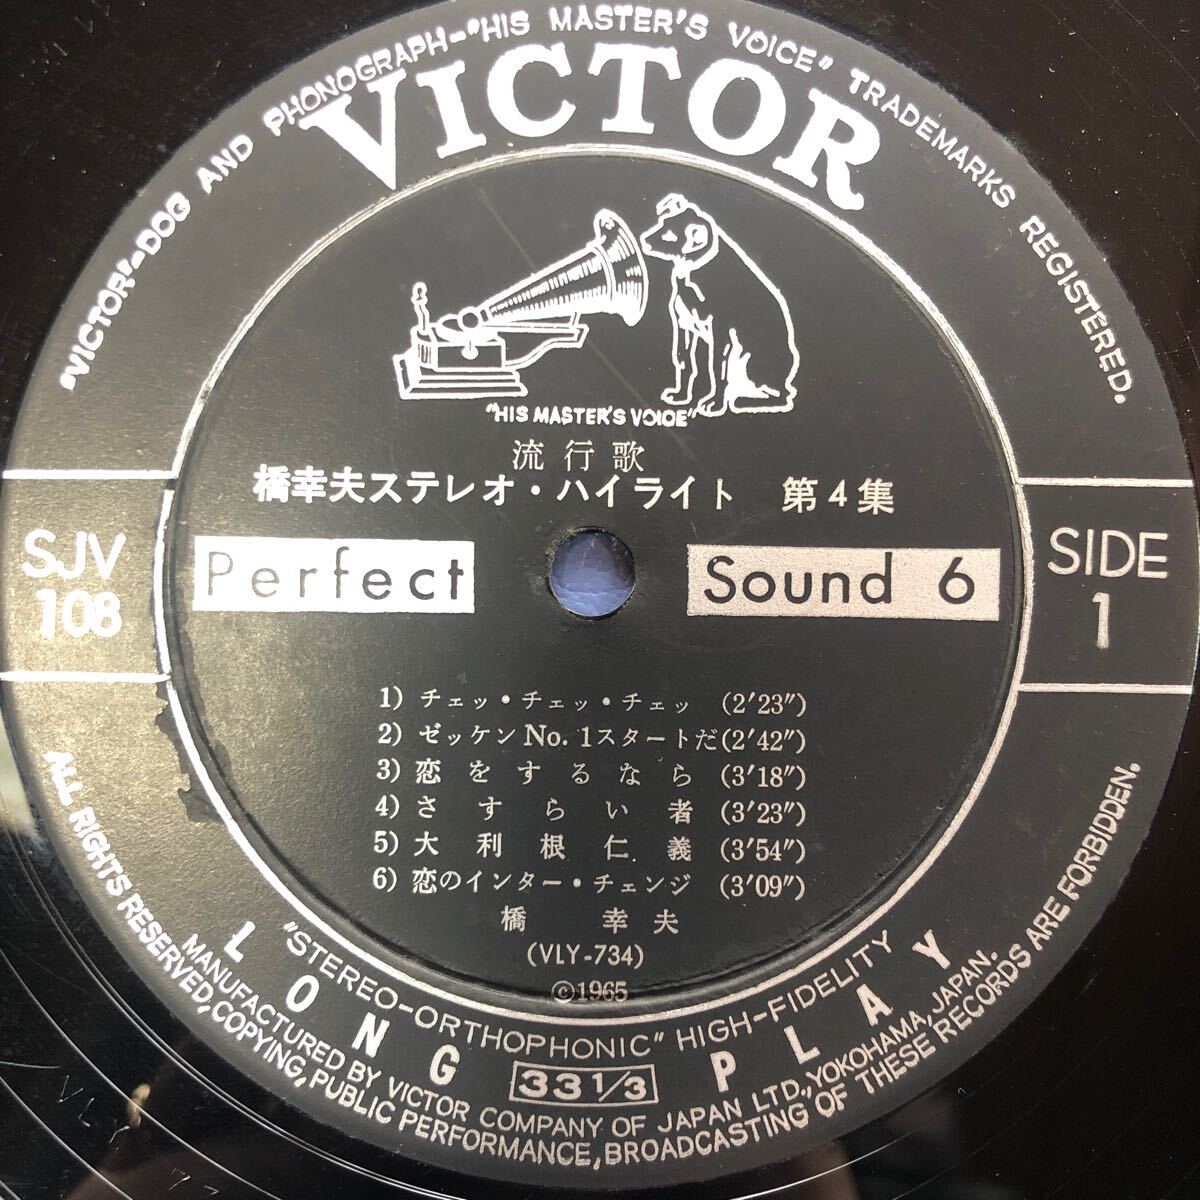 "VICTOR"-DOG AND PHONOGRAPH-"HIS MASTER'S VOICE" TRADEMARKS REGISTERED.
VICTOR
"HIS MASTER'S VOICE"
流行歌
橋幸夫ステレオ・ハイライト 第4集
SJV
108
Perfect
Sound 6
SIDE
1
1) チェッ・チェッ・チェッ (2'23")
2) ゼッケンNo.1スタートだ(2'42")
3) 恋をするなら (3'18")
4) さすらい者 (3'23")
5) 大利根仁義 (3'54")
6) 恋のインター・チェンジ (3'09")
橋 幸夫
(VLY-734)
©1965
"STEREO-ORTHOPHONIC" HIGH-FIDELITY
LONG PLAY
33 1/3
MANUFACTURED BY VICTOR COMPANY OF JAPAN LTD., YOKOHAMA, JAPAN.
ALL RIGHTS RESERVED, COPYING, PUBLIC PERFORMANCE, BROADCASTING OF THESE RECORDS ARE FORBIDDEN.